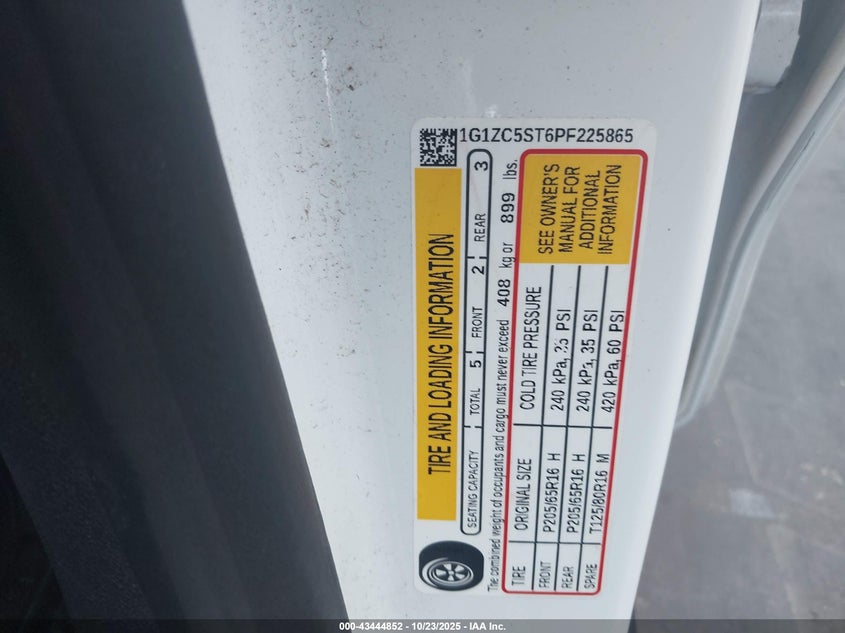 1G1ZC5ST6PF225865
TIRE AND LOADING INFORMATION
SEATING CAPACITY TOTAL 5 FRONT 2 REAR 3
The combined weight of occupants and cargo must never exceed 408 kg or 899 lbs.
TIRE ORIGINAL SIZE COLD TIRE PRESSURE
FRONT P205/65R16 H 240 kPa, 35 PSI
REAR P205/65R16 H 240 kPa, 35 PSI
SPARE T125/80R16 M 420 kPa, 60 PSI
SEE OWNER'S
MANUAL FOR
ADDITIONAL
INFORMATION
000-43444852 | 10/23/2025 - IAA Inc.